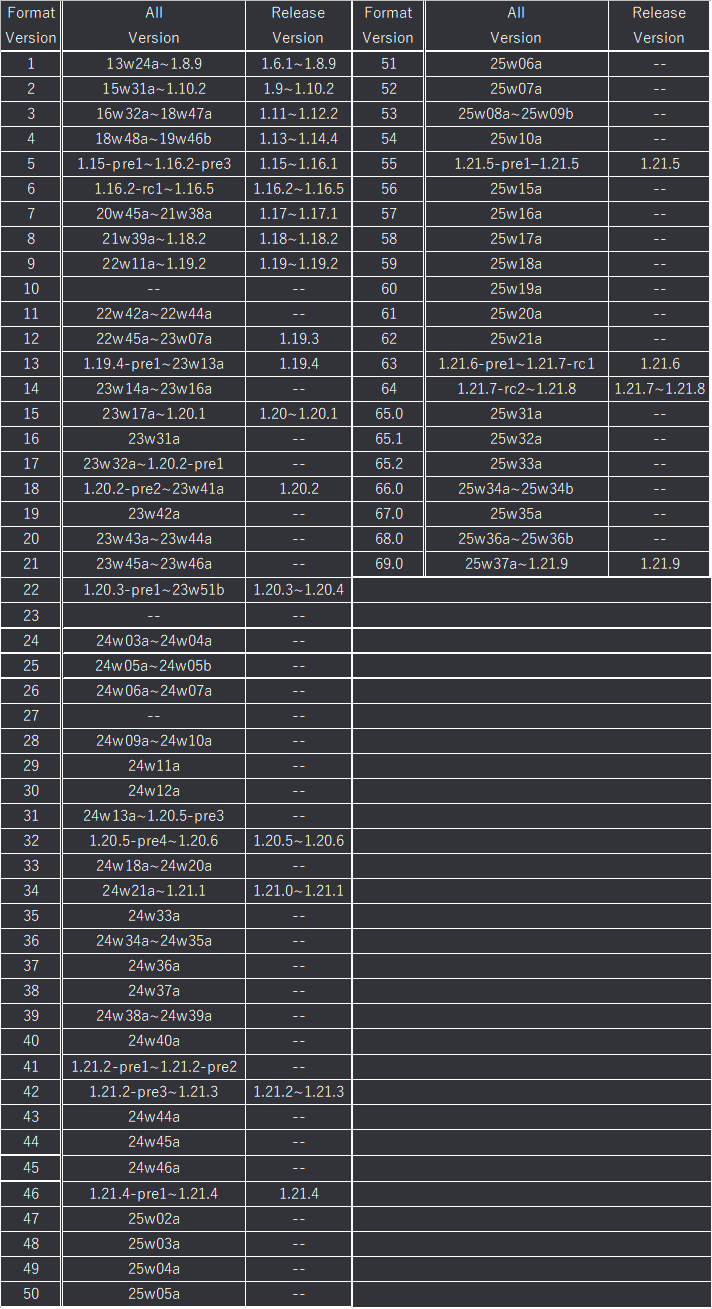 Format All Release Format All Release
Version Version Version Version Version Version
1 13w24a~1.8.9 1.6.1~1.8.9 51 25w06a --
2 15w31a~1.10.2 1.9~1.10.2 52 25w07a --
3 16w32a~18w47a 1.11~1.12.2 53 25w08a~25w09b --
4 18w48a~19w46b 1.13~1.14.4 54 25w10a --
5 1.15-pre1~1.16.2-pre3 1.15~1.16.1 55 1.21.5-pre1–1.21.5 1.21.5
6 1.16.2-rc1~1.16.5 1.16.2~1.16.5 56 25w15a --
7 20w45a~21w38a 1.17~1.17.1 57 25w16a --
8 21w39a~1.18.2 1.18~1.18.2 58 25w17a --
9 22w11a~1.19.2 1.19~1.19.2 59 25w18a --
10 -- -- 60 25w19a --
11 22w42a~22w44a -- 61 25w20a --
12 22w45a~23w07a 1.19.3 62 25w21a --
13 1.19.4-pre1~23w13a 1.19.4 63 1.21.6-pre1~1.21.7-rc1 1.21.6
14 23w14a~23w16a -- 64 1.21.7-rc2~1.21.8 1.21.7~1.21.8
15 23w17a~1.20.1 1.20~1.20.1 65.0 25w31a --
16 23w31a -- 65.1 25w32a --
17 23w32a~1.20.2-pre1 -- 65.2 25w33a --
18 1.20.2-pre2~23w41a 1.20.2 66.0 25w34a~25w34b --
19 23w42a -- 67.0 25w35a --
20 23w43a~23w44a -- 68.0 25w36a~25w36b --
21 23w45a~23w46a -- 69.0 25w37a~1.21.9 1.21.9
22 1.20.3-pre1~23w51b 1.20.3~1.20.4
23 -- --
24 24w03a~24w04a --
25 24w05a~24w05b --
26 24w06a~24w07a --
27 -- --
28 24w09a~24w10a --
29 24w11a --
30 24w12a --
31 24w13a~1.20.5-pre3 --
32 1.20.5-pre4~1.20.6 1.20.5~1.20.6
33 24w18a~24w20a --
34 24w21a~1.21.1 1.21.0~1.21.1
35 24w33a --
36 24w34a~24w35a --
37 24w36a --
38 24w37a --
39 24w38a~24w39a --
40 24w40a --
41 1.21.2-pre1~1.21.2-pre2 --
42 1.21.2-pre3~1.21.3 1.21.2~1.21.3
43 24w44a --
44 24w45a --
45 24w46a --
46 1.21.4-pre1~1.21.4 1.21.4
47 25w02a --
48 25w03a --
49 25w04a --
50 25w05a --